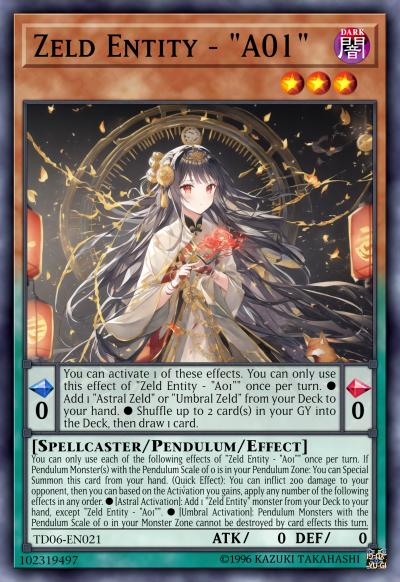 Zeld Entity - "A01"
DARK
闇
You can activate 1 of these effects. You can only use
this effect of "Zeld Entity - "A01"" once per turn. ●
Add 1 "Astral Zeld" or "Umbral Zeld" from your Deck to
your hand. ● Shuffle up to 2 card(s) in your GY into
the Deck, then draw 1 card.
0
0
[Spellcaster/Pendulum/Effect]
You can only use each of the following effects of "Zeld Entity - "A01"" once per turn. If
Pendulum Monster(s) with the Pendulum Scale of 0 is in your Pendulum Zone: You can Special
Summon this card from your hand. (Quick Effect): You can inflict 200 damage to your
opponent, then you can based on the Activation you gains, apply any number of the following
effects in any order. ● [Astral Activation]: Add 1 "Zeld Entity" monster from your Deck to your
hand, except "Zeld Entity - "A01"". ● [Umbral Activation]: Pendulum Monsters with the
Pendulum Scale of 0 in your Monster Zone cannot be destroyed by card effects this turn.
TD06-EN021
ATK/ 0 DEF/ 0
102319497
©1996 KAZUKI TAKAHASHI